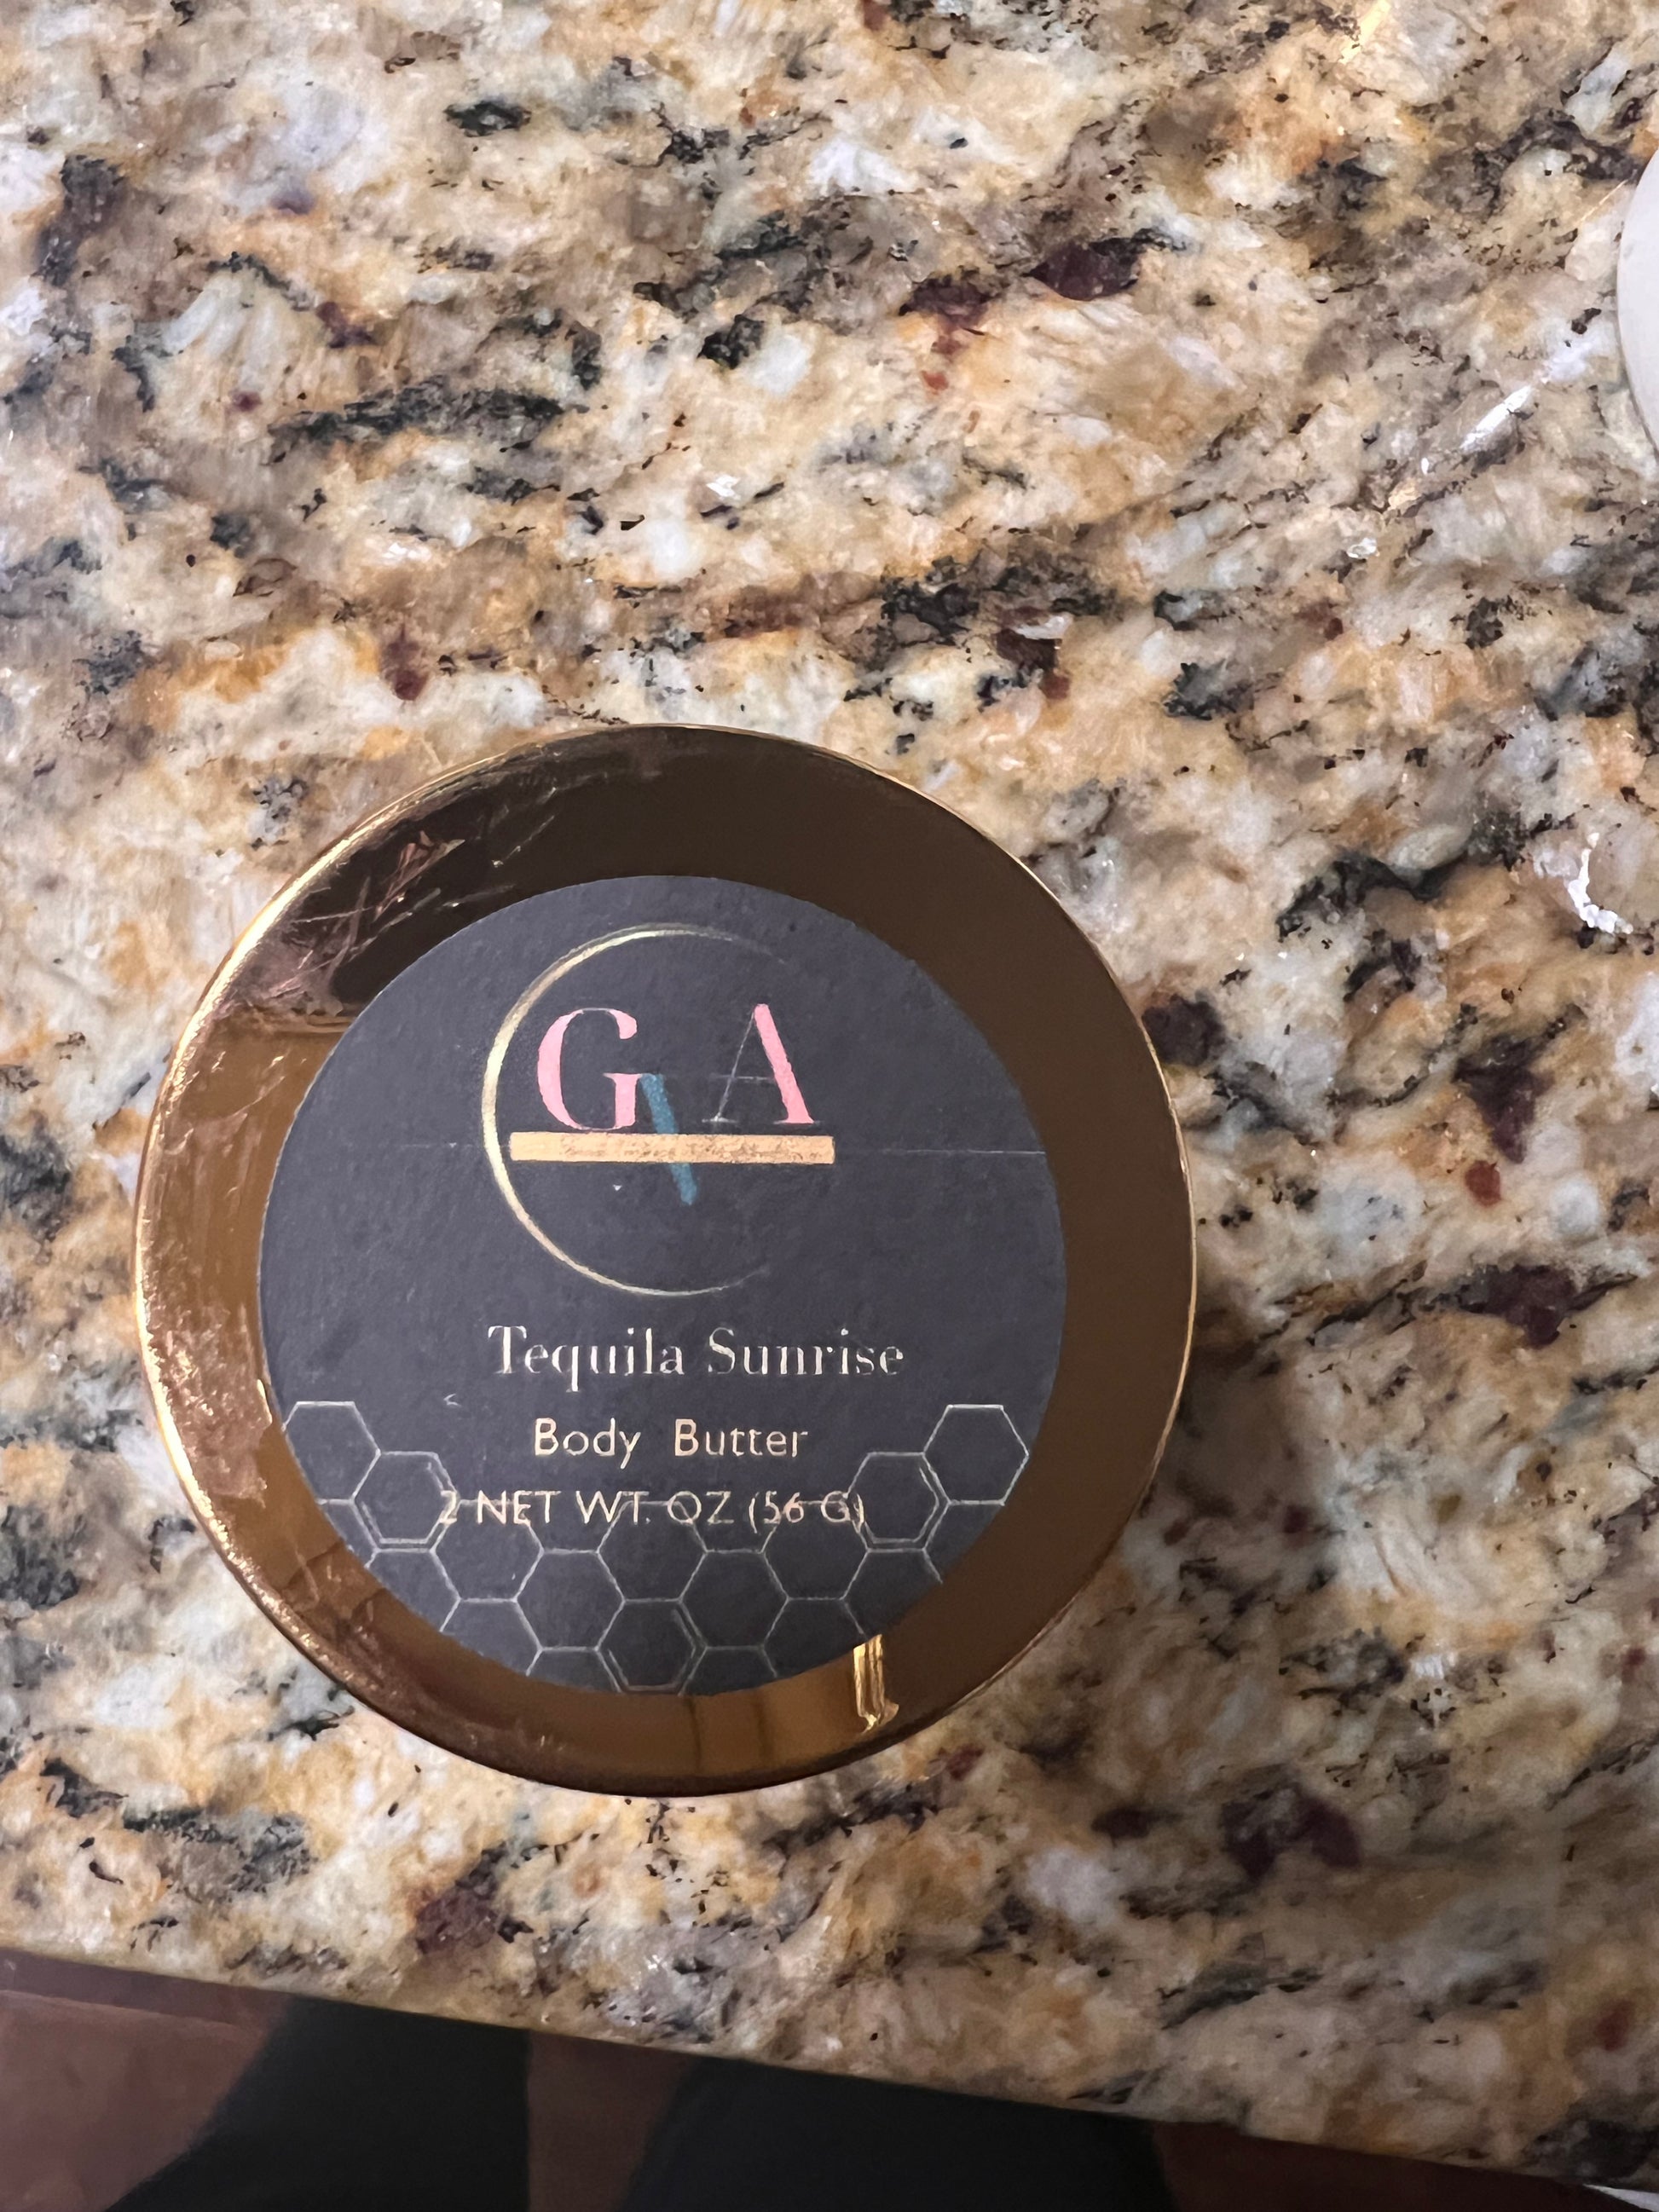 GA
Tequila Sunrise
Body Butter
2 NET WT. OZ (56 G)